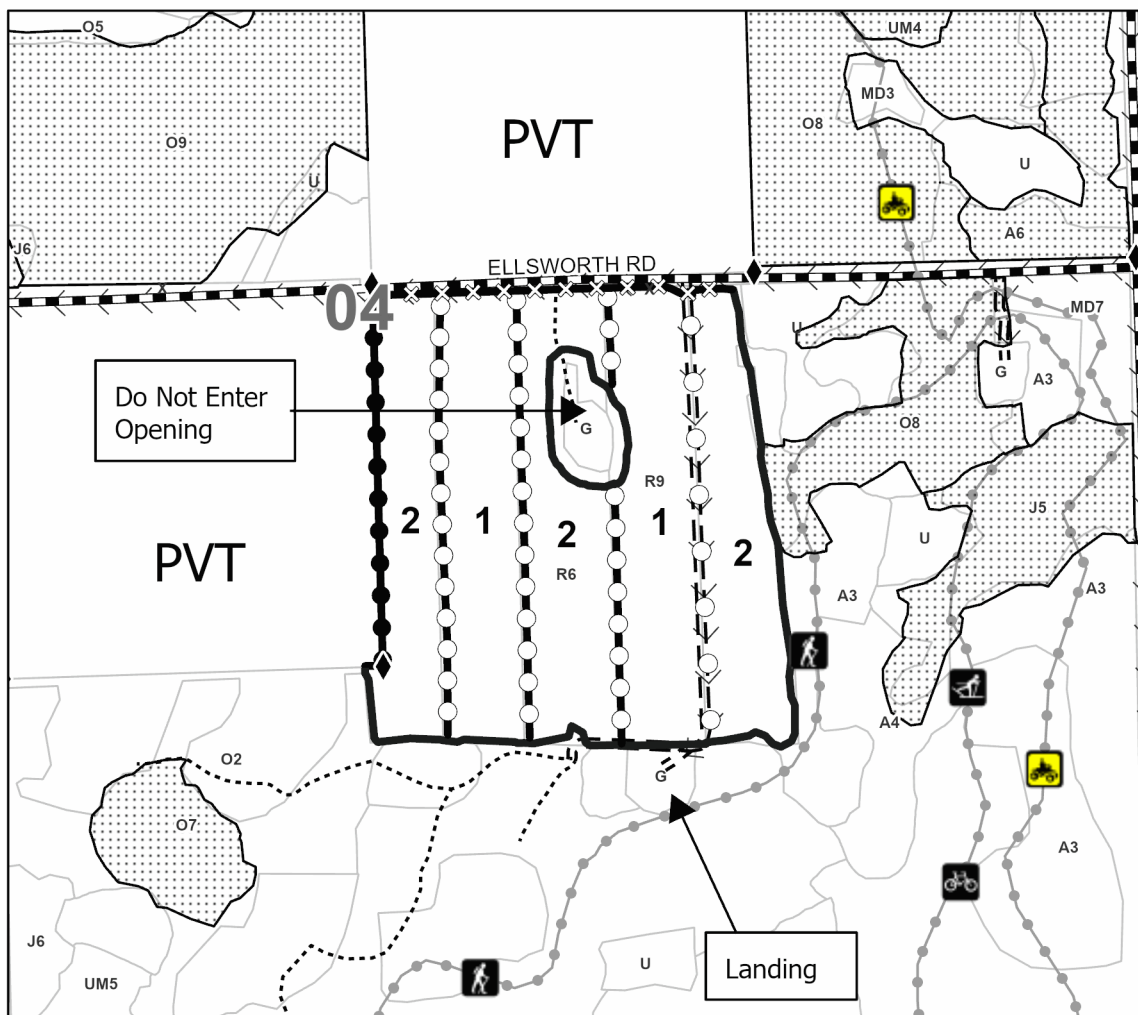 O5
UM4
MD3
O8
PVT
O9
U
U
J6
A6
ELLSWORTH RD
04
MD7
U
G
A3
Do Not Enter
Opening
G
O8
R9
J5
2
1
2
1
2
U
PVT
R6
A3
A3
A4
O2
G
O7
A3
J6
U
Landing
UM5